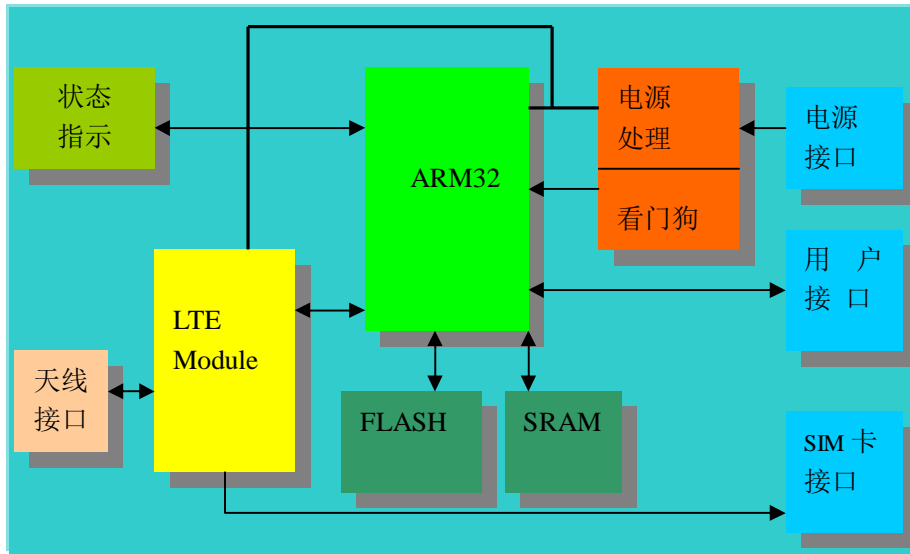 状态
指示
ARM32
电源
处理
看门狗
电源
接口
用 户
接 口
LTE
Module
天线
接口
FLASH
SRAM
SIM 卡
接口